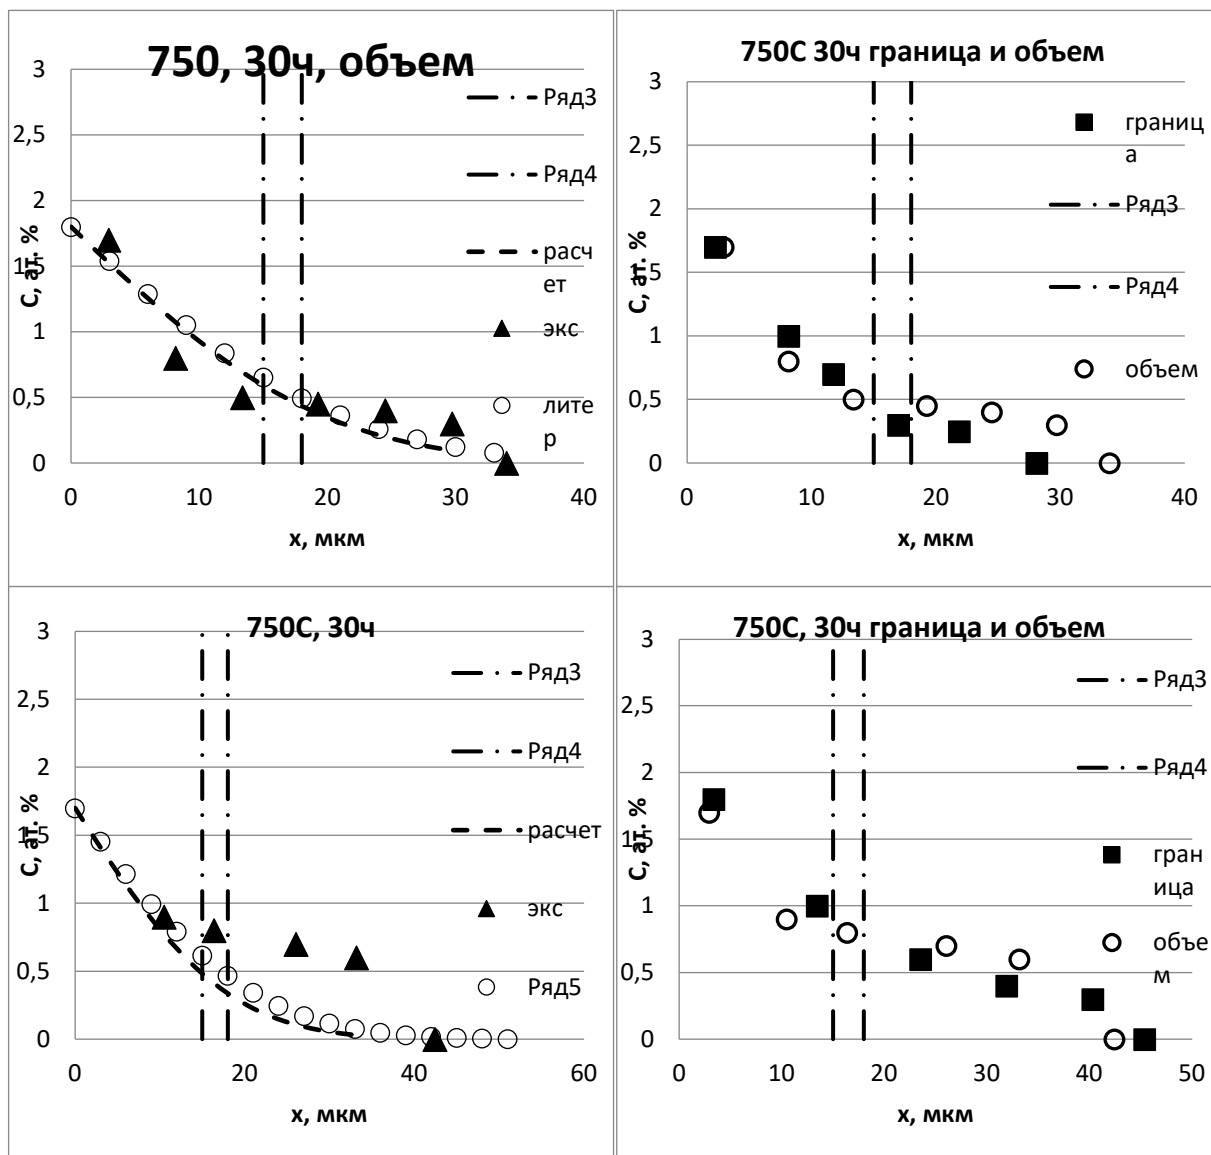 750, 30ч, объем
3
2,5
2
1,5
1
0,5
0
0
10
20
30
40
С, ат. %
х, мкм
Ряд3
Ряд4
расч
ет
экс
лите
р
750С 30ч граница и объем
3
2,5
2
1,5
1
0,5
0
0
10
20
30
40
С, ат. %
х, мкм
границ
а
Ряд3
Ряд4
объем
750С, 30ч
3
2,5
2
1,5
1
0,5
0
0
20
40
60
С, ат. %
х, мкм
Ряд3
Ряд4
расчет
экс
Ряд5
750С, 30ч граница и объем
3
2,5
2
1,5
1
0,5
0
0
10
20
30
40
50
С, ат. %
х, мкм
Ряд3
Ряд4
гран
ица
объе
м